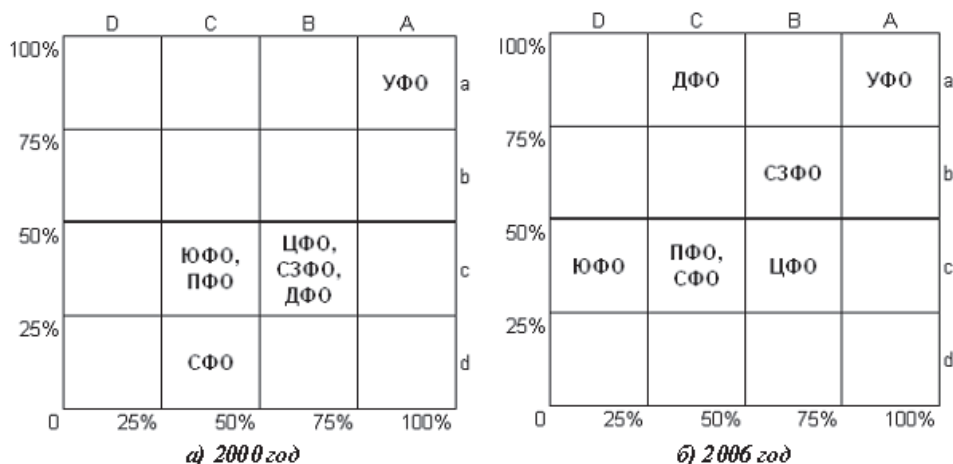 D C B A
100%
УФО
a
75%
b
50%
ЮФО,
ПФО
ЦФО,
СЗФО,
ДФО
c
25%
СФО
d
0 25% 50% 75% 100%
а) 2000 год
D C B A
100%
ДФО
УФО
a
75%
СЗФО
b
50%
ЮФО
ПФО,
СФО
ЦФО
c
25%
d
0 25% 50% 75% 100%
б) 2006 год